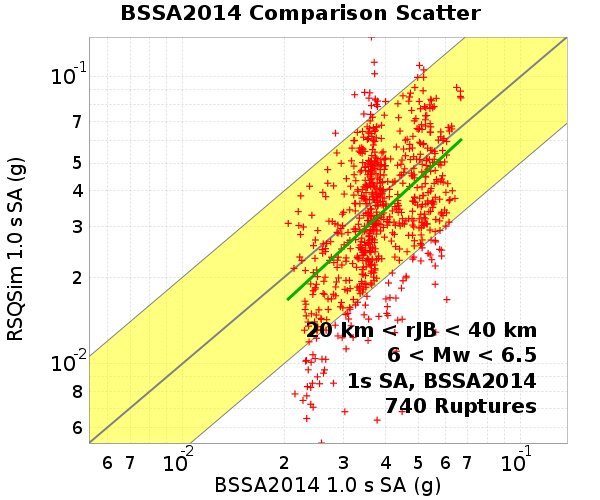 BSSA2014 Comparison Scatter
RSQSim 1.0 s SA (g)
10-1
7
5
4
3
2
10-2
8
6
20 km < rJB < 40 km
6 < Mw < 6.5
1s SA, BSSA2014
740 Ruptures
6 7 10-2 2 3 4 5 6 7 10-1
BSSA2014 1.0 s SA (g)